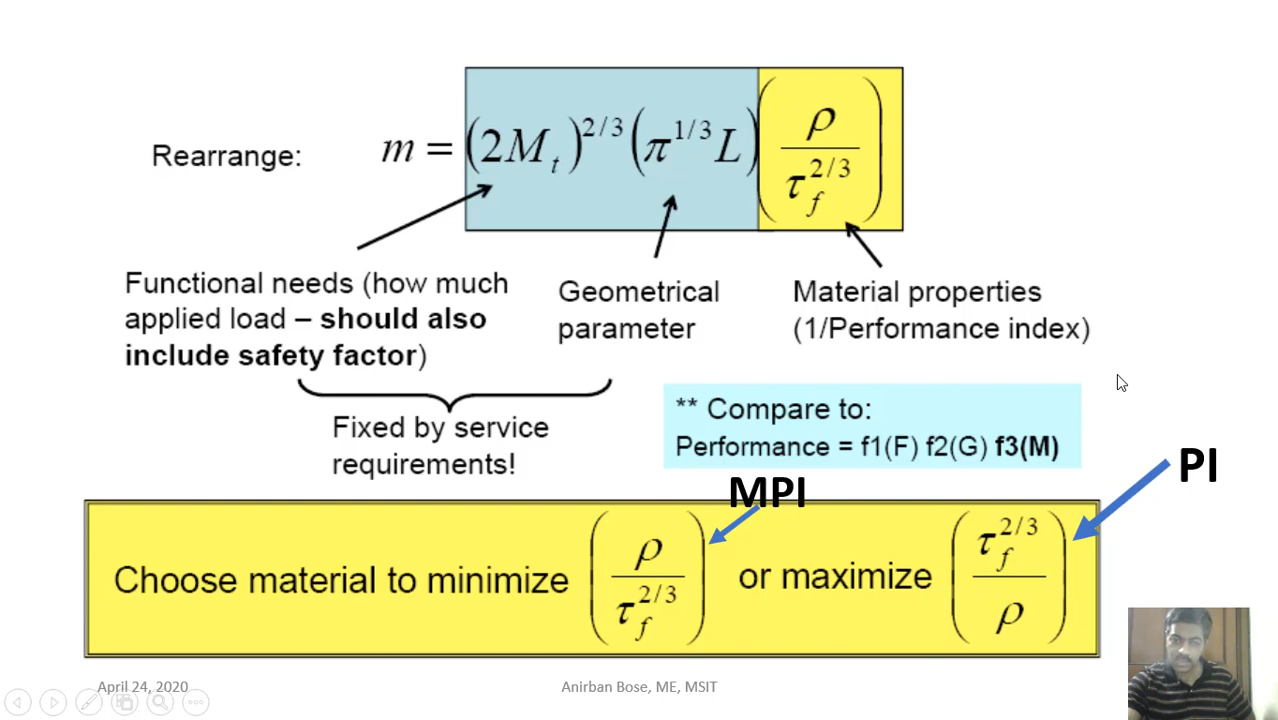 Rearrange: m = (2M_t)^{2/3} (π^{1/3} L) (ρ / τ_f^{2/3})
Functional needs (how much
applied load – should also
include safety factor)
Geometrical
parameter
Material properties
(1/Performance index)
Fixed by service
requirements!
** Compare to:
Performance = f1(F) f2(G) f3(M)
MPI
PI
Choose material to minimize (ρ / τ_f^{2/3}) or maximize (τ_f^{2/3} / ρ)
April 24, 2020
Anirban Bose, ME, MSIT